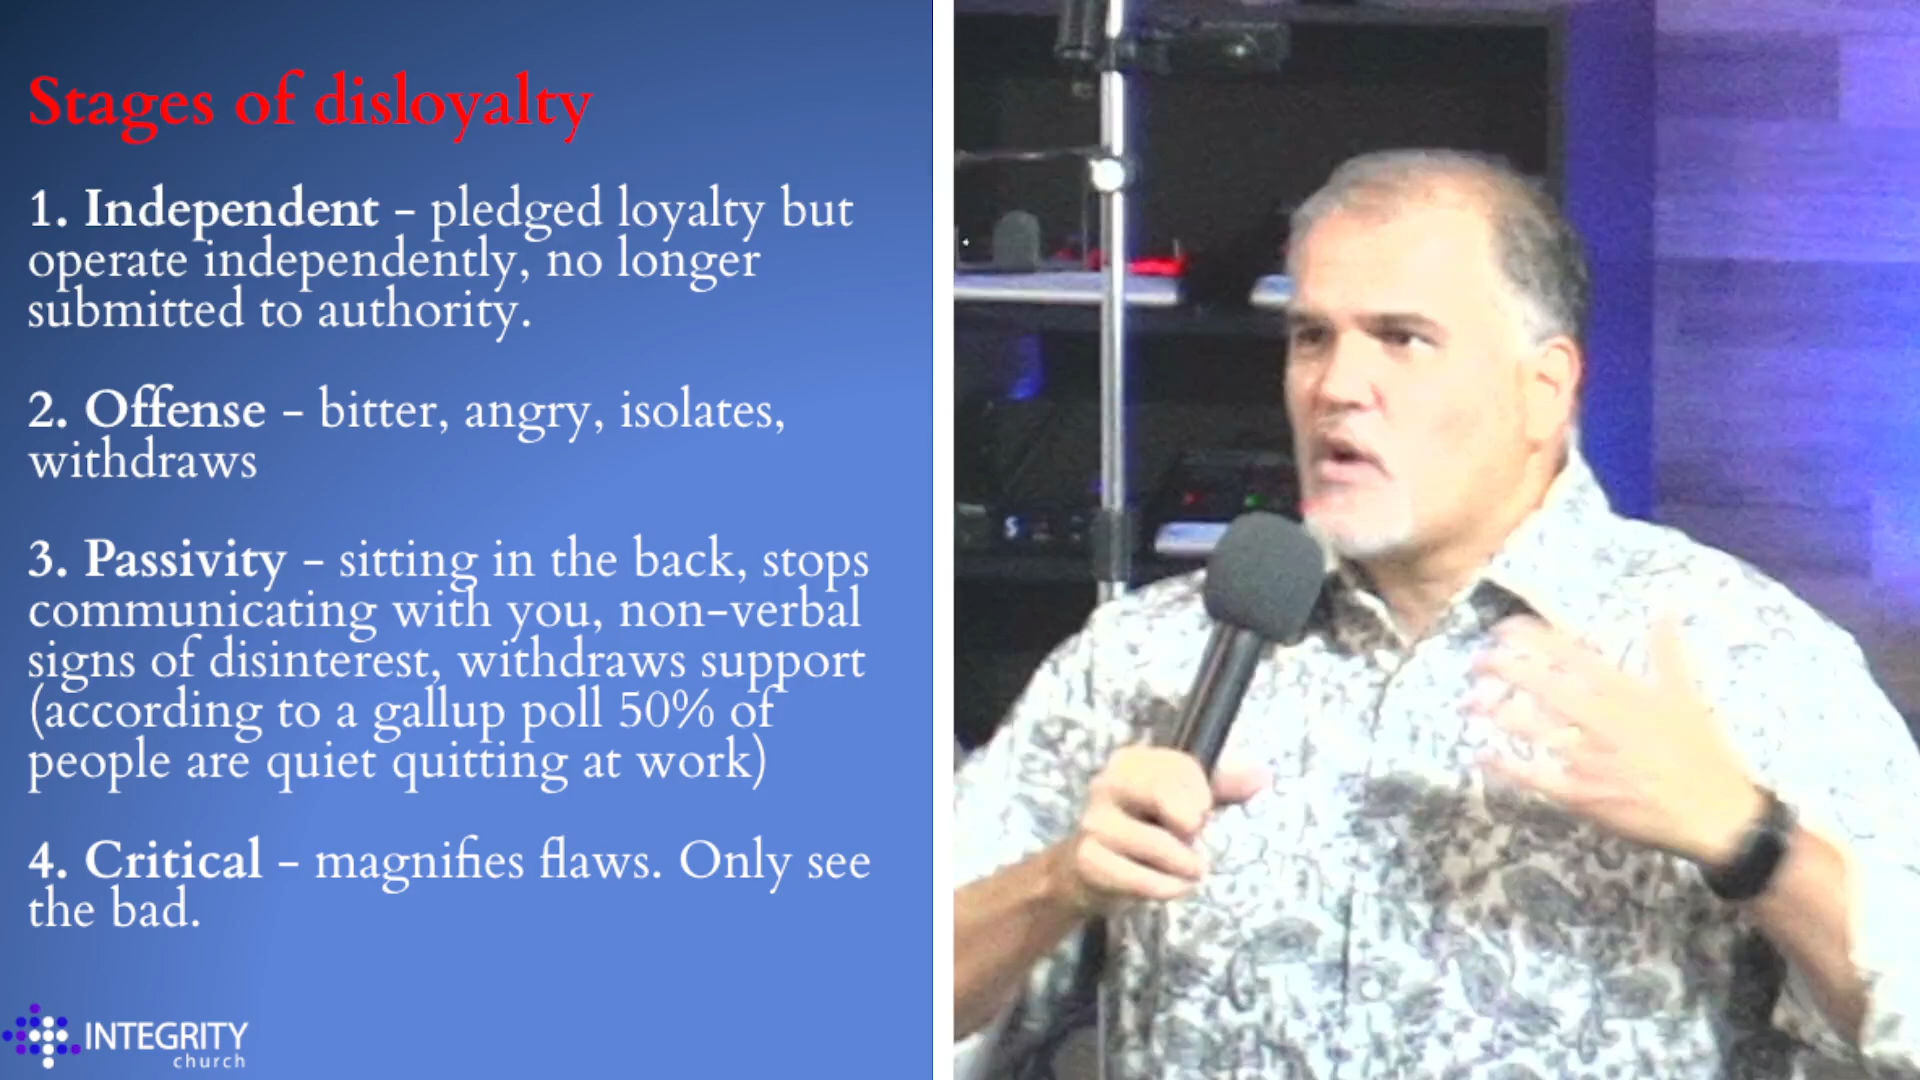 Stages of disloyalty
1. Independent - pledged loyalty but
operate independently, no longer
submitted to authority.
2. Offense - bitter, angry, isolates,
withdraws
3. Passivity - sitting in the back, stops
communicating with you, non-verbal
signs of disinterest, withdraws support
(according to a gallup poll 50% of
people are quiet quitting at work)
4. Critical - magnifies flaws. Only see
the bad.
INTEGRITY
church